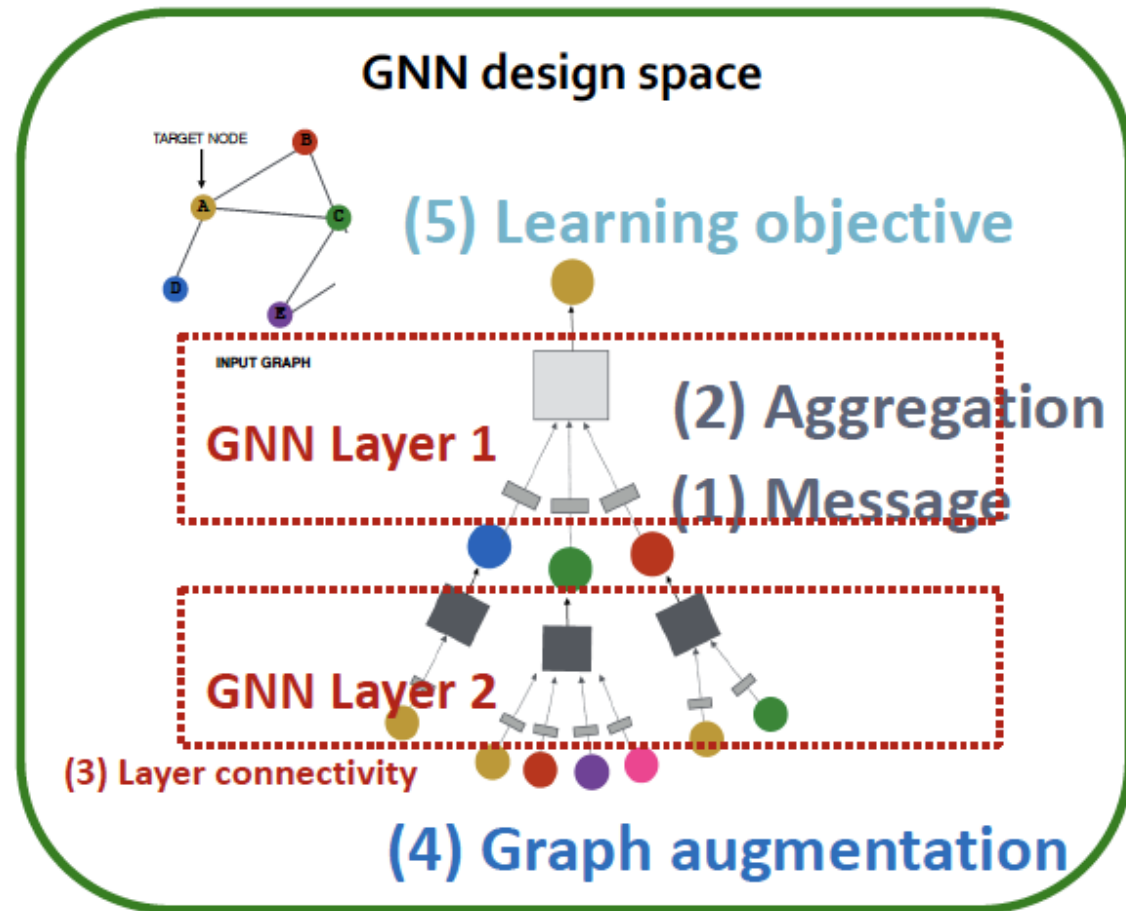 GNN design space
TARGET NODE
B
A
C
D
E
(5) Learning objective
INPUT GRAPH
(2) Aggregation
GNN Layer 1
(1) Message
GNN Layer 2
(3) Layer connectivity
(4) Graph augmentation